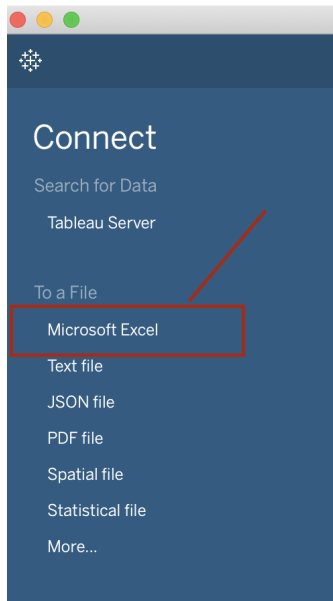 Connect
Search for Data
Tableau Server
To a File
Microsoft Excel
Text file
JSON file
PDF file
Spatial file
Statistical file
More...